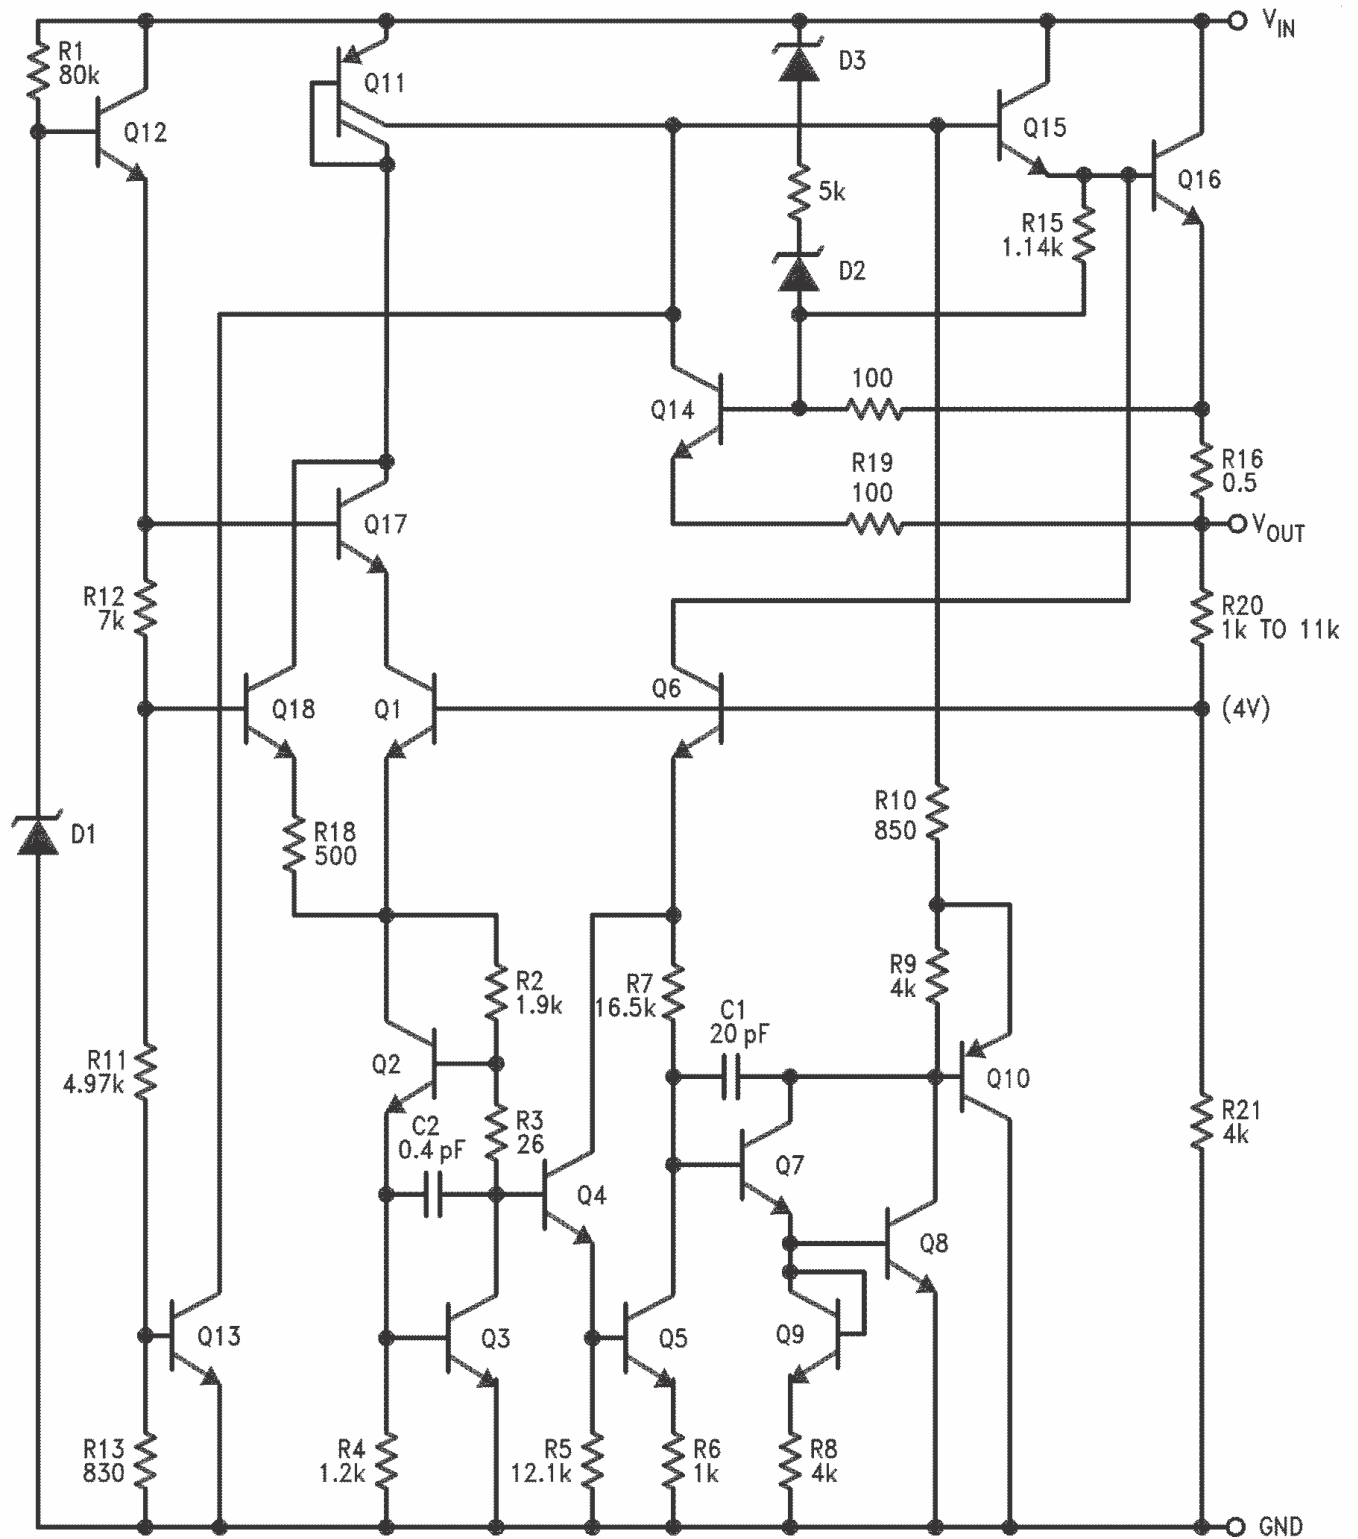 V_IN
R1
80k
D3
Q11
Q12
Q15
Q16
5k
R15
1.14k
D2
100
Q14
R19
100
R16
0.5
V_OUT
Q17
R12
7k
R20
1k TO 11k
Q18
Q1
Q6
(4V)
R10
850
D1
R18
500
R2
1.9k
R7
16.5k
R9
4k
C1
20 pF
Q2
Q10
R11
4.97k
C2
0.4 pF
R3
26
R21
4k
Q4
Q7
Q8
Q13
Q3
Q5
Q9
R13
830
R4
1.2k
R5
12.1k
R6
1k
R8
4k
GND